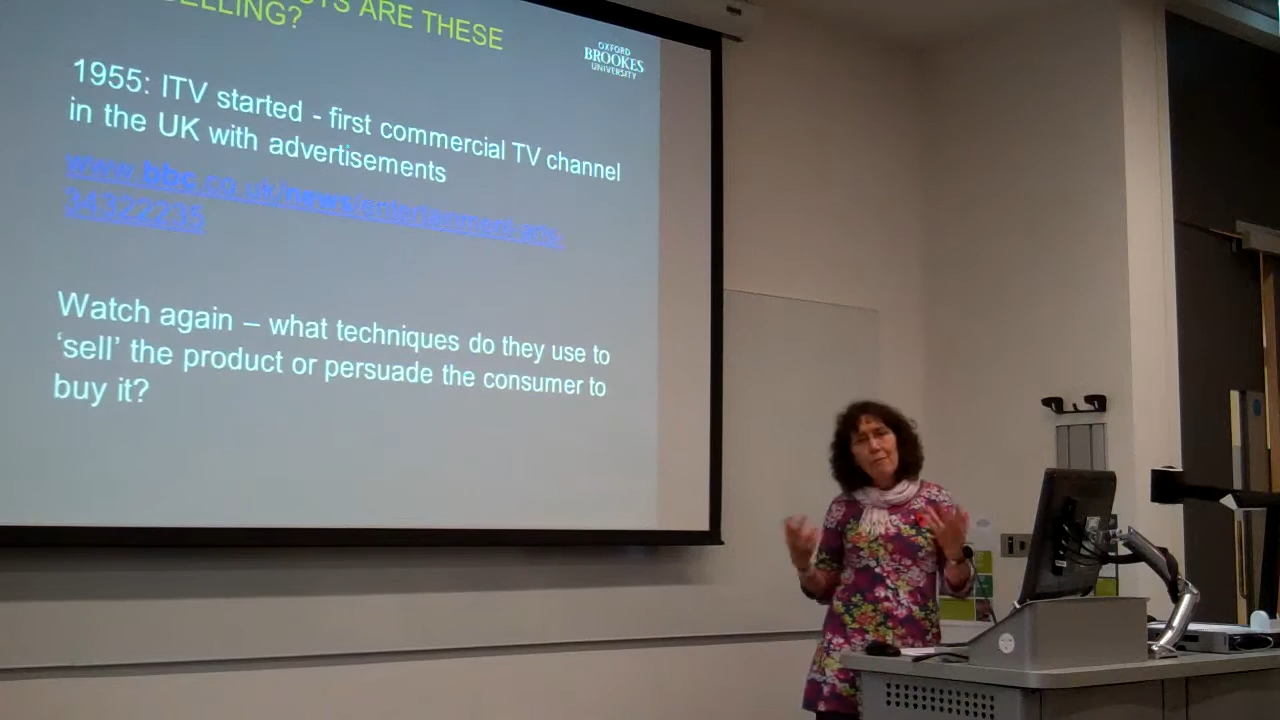 ARE THESE
SELLING?
OXFORD
BROOKES
UNIVERSITY
1955: ITV started - first commercial TV channel
in the UK with advertisements
www.bbc.co.uk/news/entertainment-arts-
34322235
Watch again – what techniques do they use to
‘sell’ the product or persuade the consumer to
buy it?